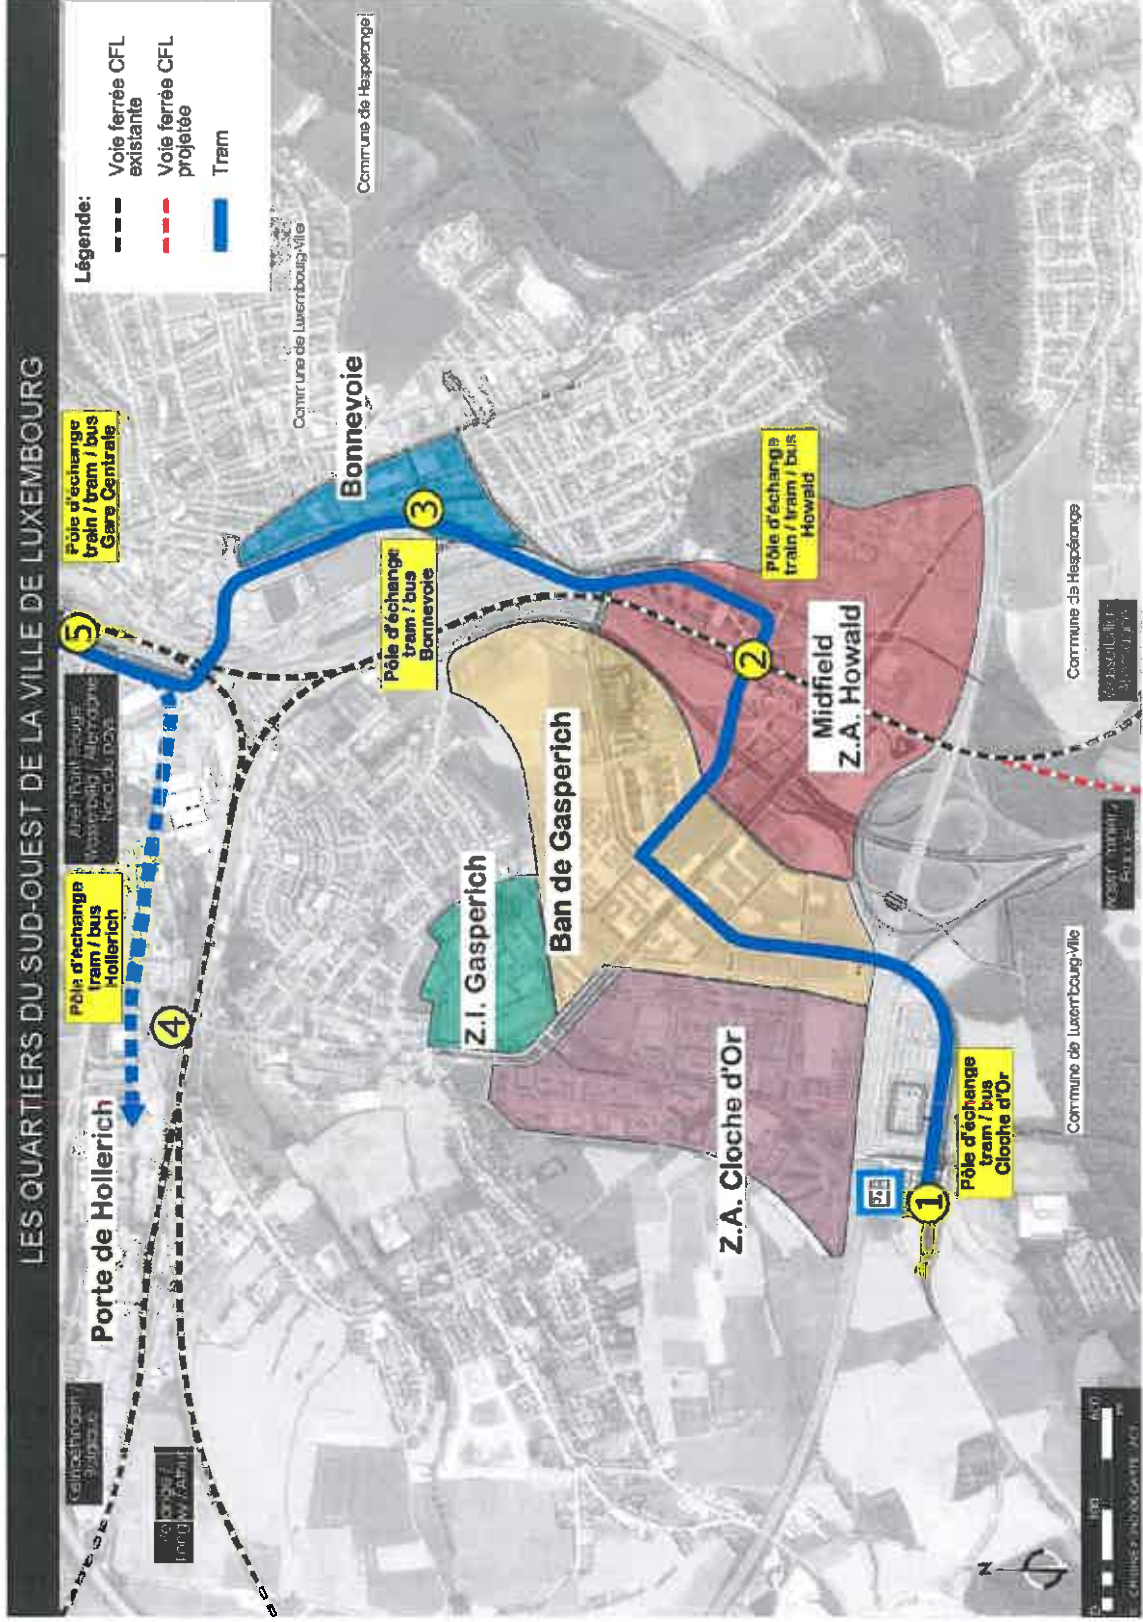 LES QUARTIERS DU SUD-OUEST DE LA VILLE DE LUXEMBOURG
Légende:
Voie ferrée CFL
existante
Voie ferrée CFL
projetée
Tram
Pôle d'échange
train / tram / bus
Gare Centrale
5
Pôle d'échange
tram / bus
Hollerich
4
Porte de Hollerich
Commune de Hesperange
Commune de Luxembourg-Ville
Bonnevoie
3
Pôle d'échange
tram / bus
Bonnevoie
Z.I. Gasperich
Ban de Gasperich
Pôle d'échange
train / tram / bus
Howald
2
Midfield
Z.A. Howald
Z.A. Cloche d'Or
P+R
1
Pôle d'échange
tram / bus
Cloche d'Or
Commune de Hespérange
Commune de Luxembourg-Ville
N